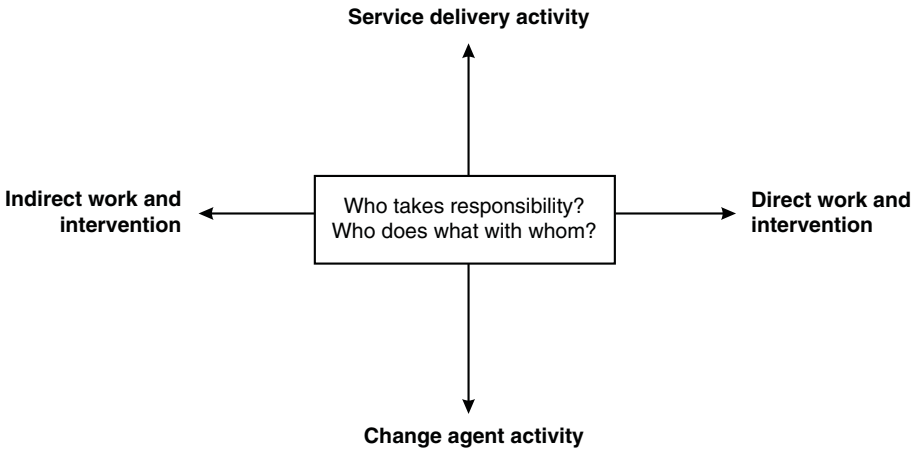 Service delivery activity
Indirect work and
intervention
Who takes responsibility?
Who does what with whom?
Direct work and
intervention
Change agent activity